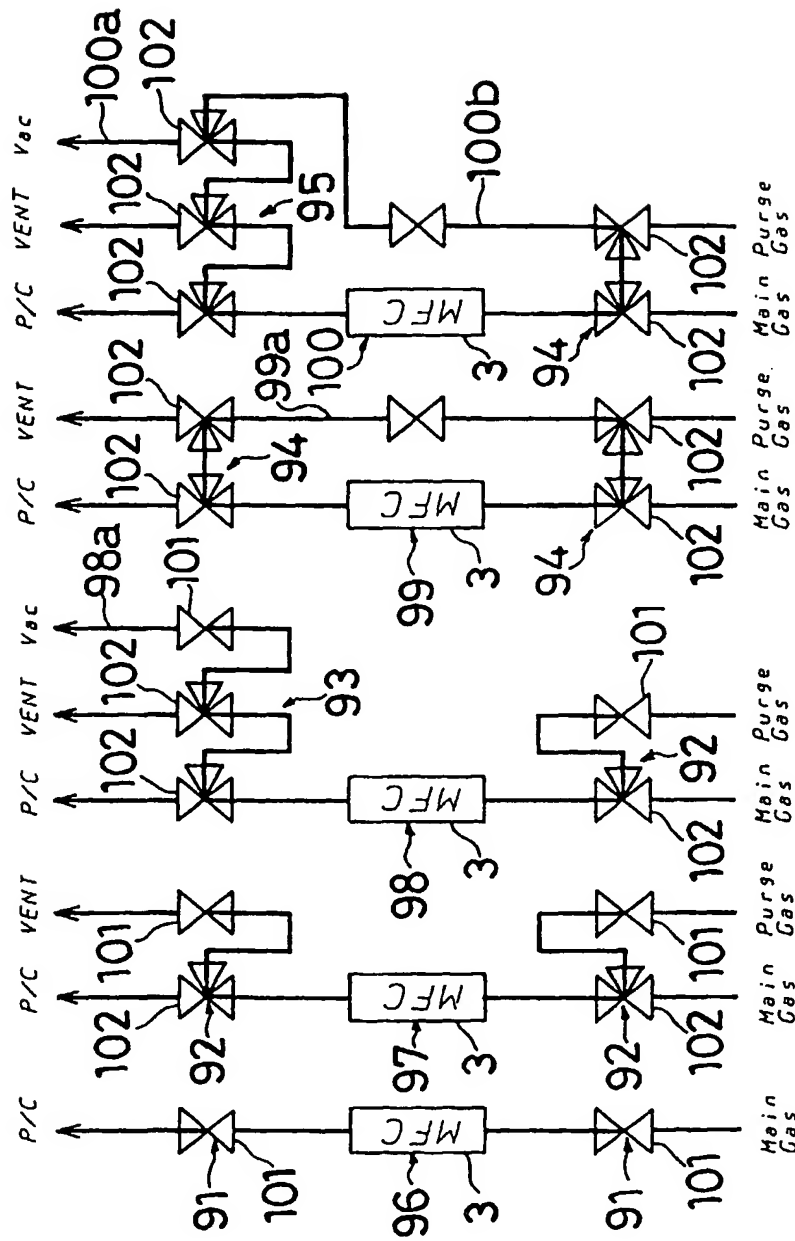 P/C
P/C VENT
P/C VENT Vac
P/C VENT
P/C VENT Vac
98a
100a
102
101
102
102
101
102
102
102
102
102
91
101
92
93
94
95
99a
100b
MFC
MFC
MFC
MFC
MFC
96
3
97
3
98
3
99
3
100
3
91
101
92
102
101
92
102
101
94
102
102
94
102
102
Main Gas
Main Gas
Purge Gas
Main Gas
Purge Gas
Main Gas
Purge. Gas
Main Gas
Purge Gas